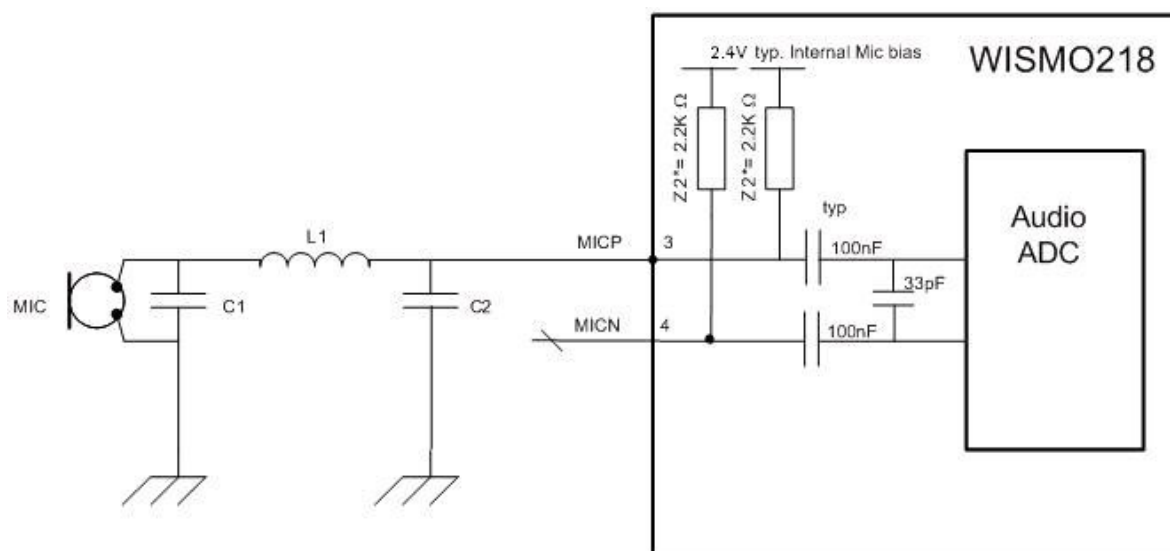 2.4V typ. Internal Mic bias
WISMO218
Z2*= 2.2K Ω
Z2*= 2.2K Ω
typ
Audio
ADC
L1
MICP
3
100nF
33pF
MIC
C1
C2
MICN
4
100nF